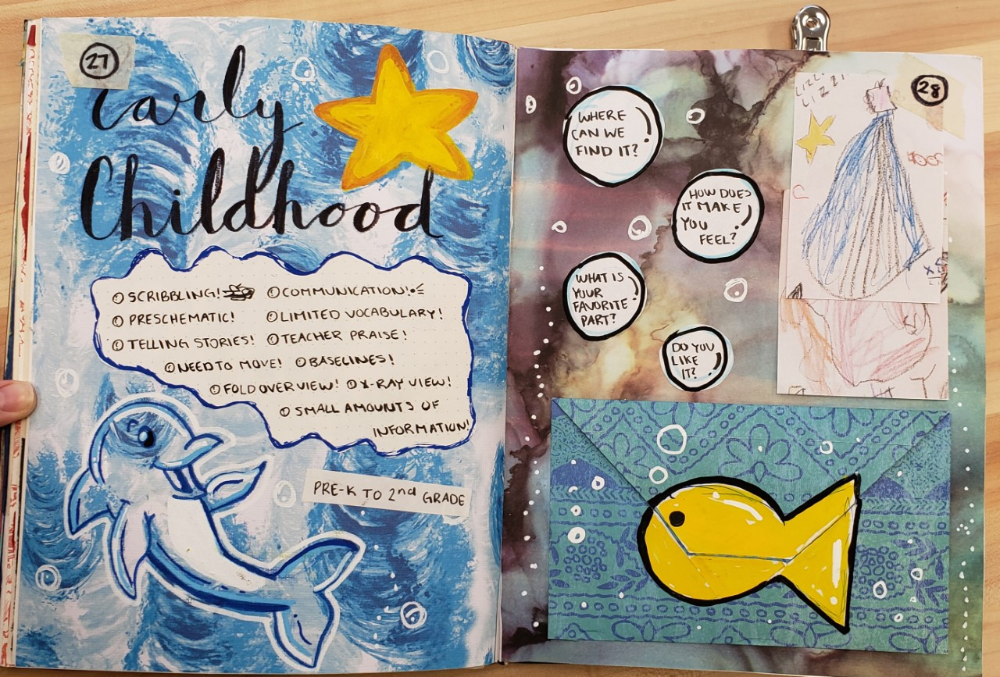 27
Early
Childhood
SCRIBBLING! COMMUNICATION!
PRESCHEMATIC! LIMITED VOCABULARY!
TELLING STORIES! TEACHER PRAISE!
NEED TO MOVE! BASELINES!
FOLD OVER VIEW! X-RAY VIEW!
SMALL AMOUNTS OF
INFORMATION!
PRE-K TO 2nd GRADE
28
WHERE
CAN WE
FIND IT?
HOW DOES
IT MAKE
YOU
FEEL?
WHAT IS
YOUR
FAVORITE
PART?
DO YOU
LIKE
IT?
LIZ